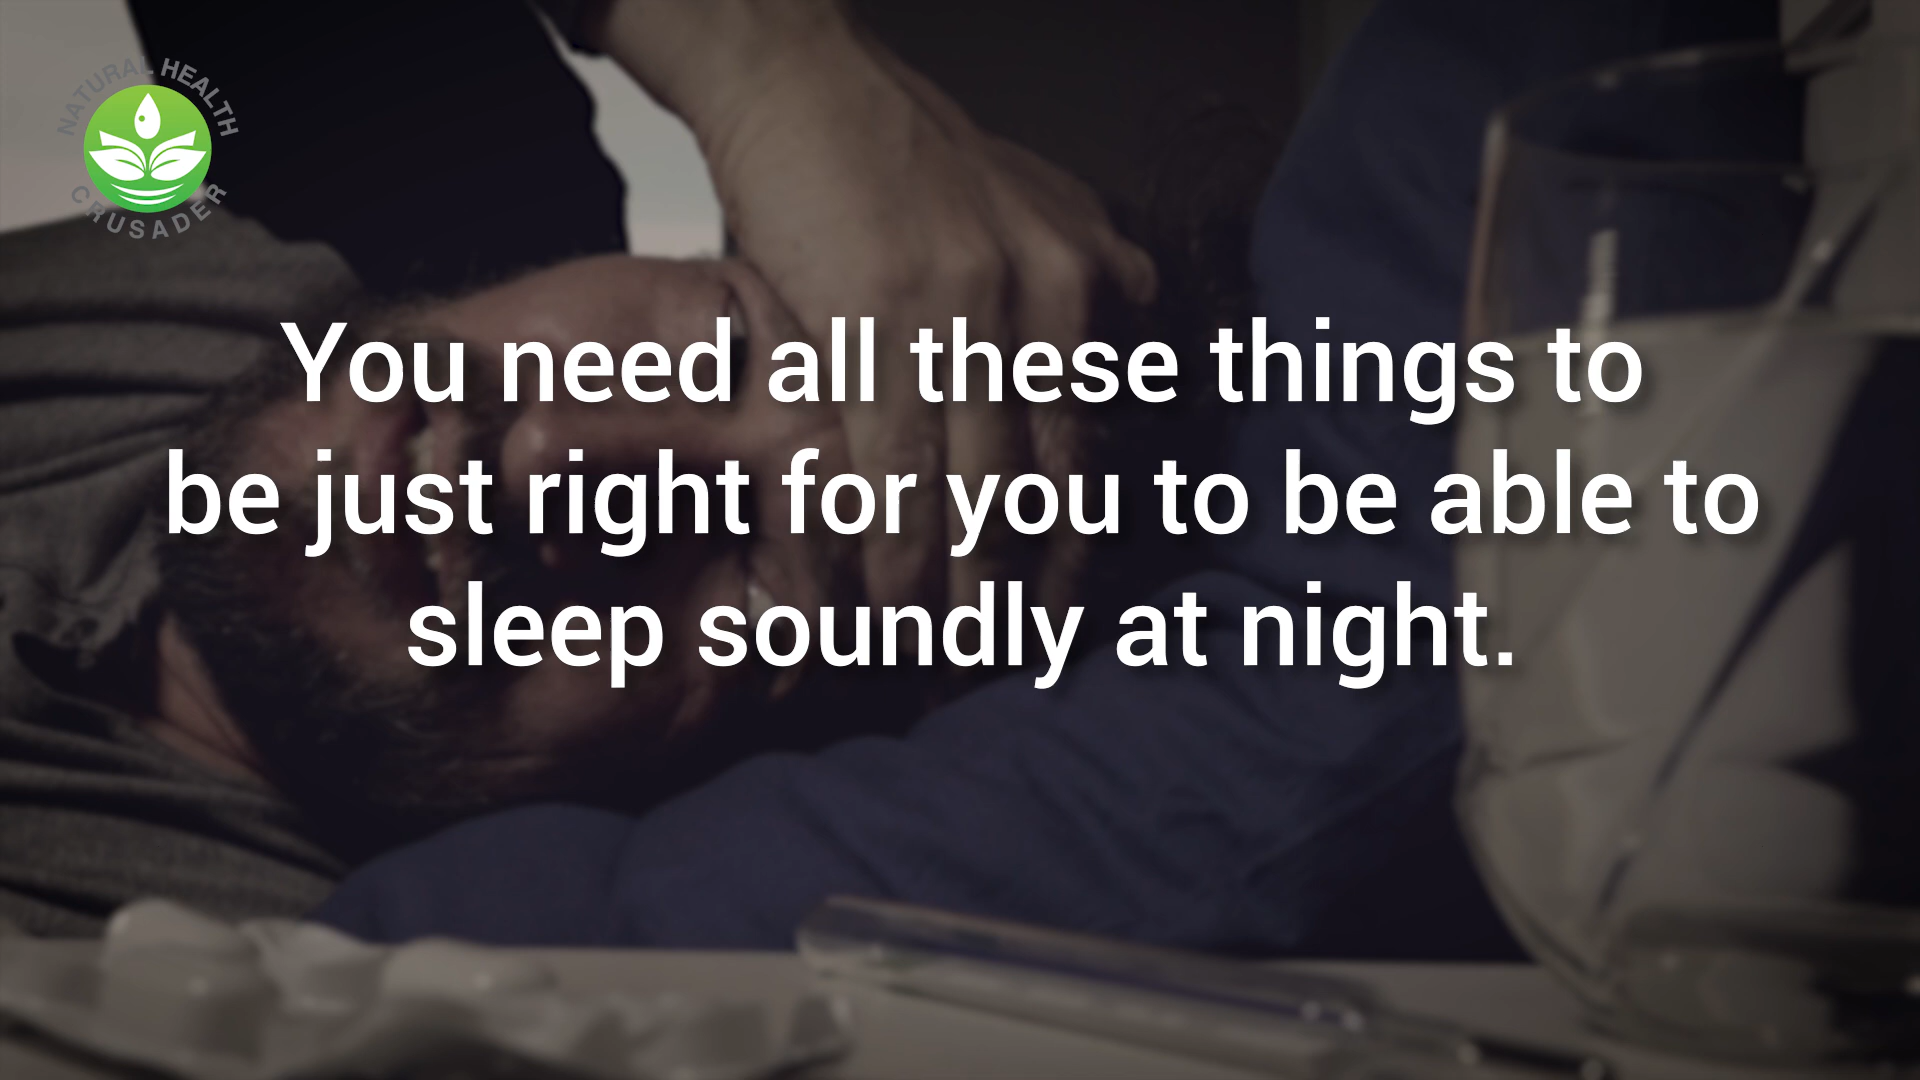 NATURAL HEALTH
CRUSADER
You need all these things to
be just right for you to be able to
sleep soundly at night.